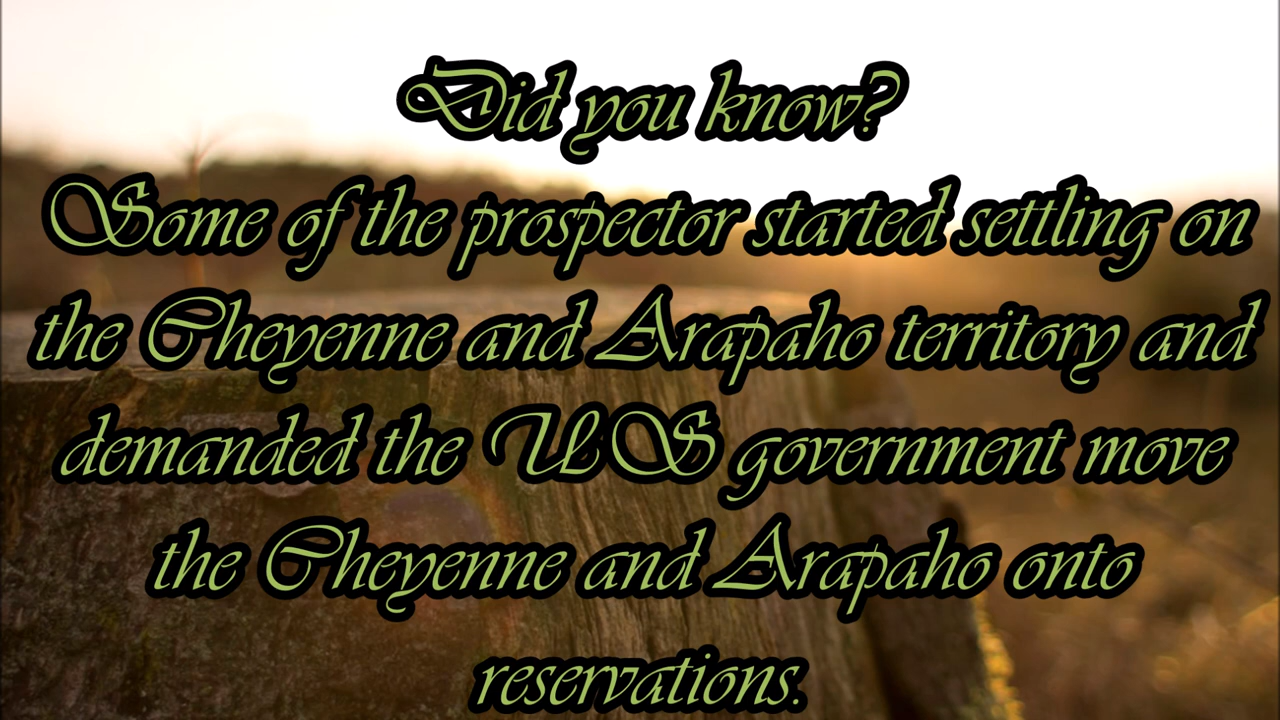 Did you know?
Some of the prospector started settling on
the Cheyenne and Arapaho territory and
demanded the US government move
the Cheyenne and Arapaho onto
reservations.